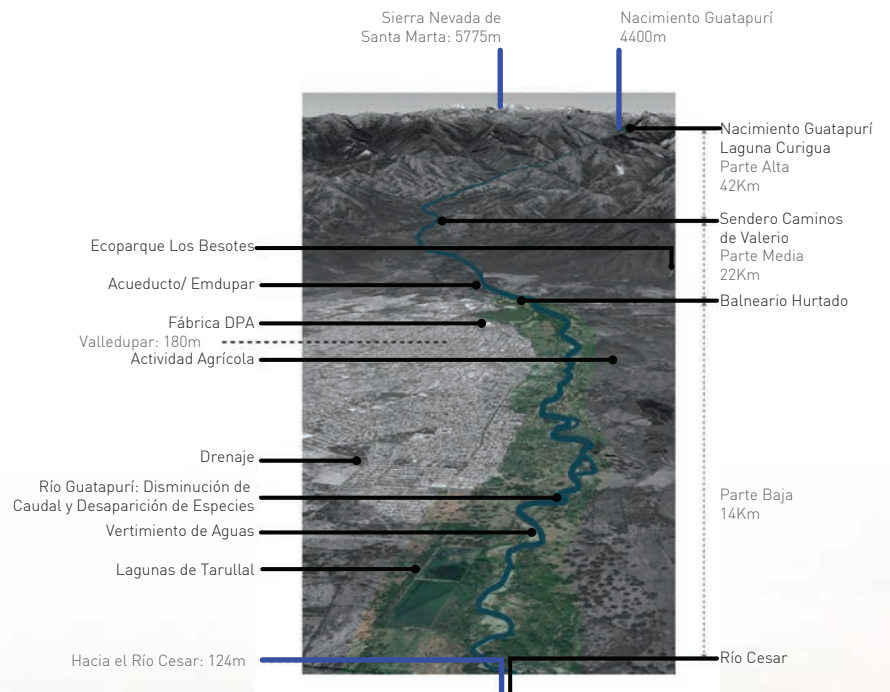 Sierra Nevada de
Santa Marta: 5775m
Nacimiento Guatapurí
4400m
Nacimiento Guatapurí
Laguna Curigua
Parte Alta
42Km
Sendero Caminos
de Valerio
Parte Media
22Km
Ecoparque Los Besotes
Acueducto/ Emdupar
Balneario Hurtado
Fábrica DPA
Valledupar: 180m
Actividad Agrícola
Drenaje
Río Guatapurí: Disminución de
Caudal y Desaparición de Especies
Parte Baja
14Km
Vertimiento de Aguas
Lagunas de Tarullal
Hacia el Río Cesar: 124m
Río Cesar